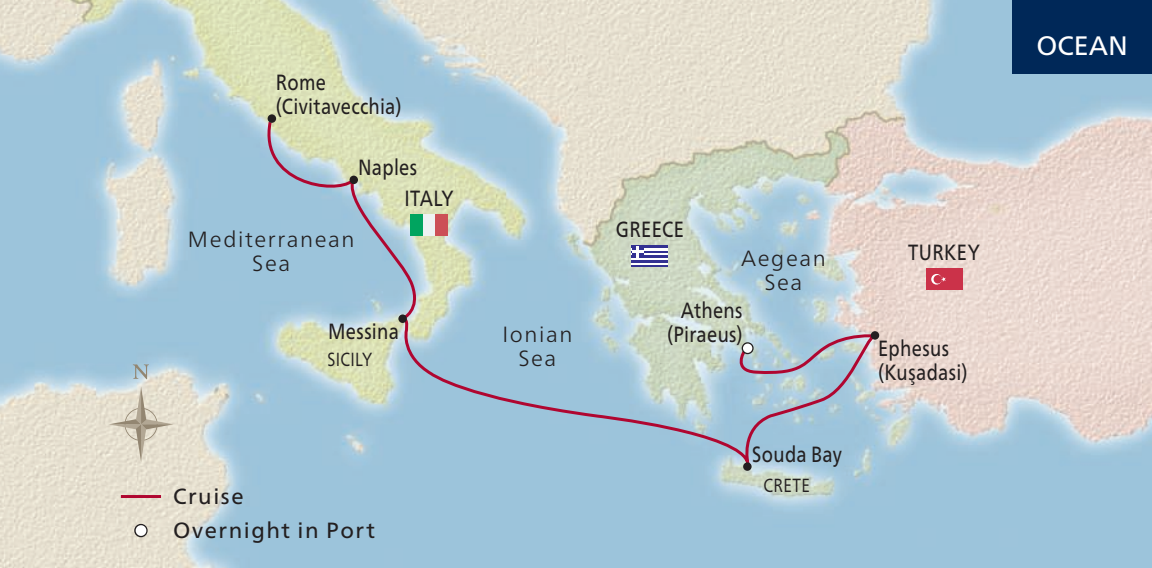 OCEAN
Rome
(Civitavecchia)
Naples
ITALY
Mediterranean
Sea
GREECE
Aegean
Sea
TURKEY
Athens
(Piraeus)
Messina
SICILY
Ionian
Sea
Ephesus
(Kuşadasi)
N
Souda Bay
CRETE
Cruise
Overnight in Port